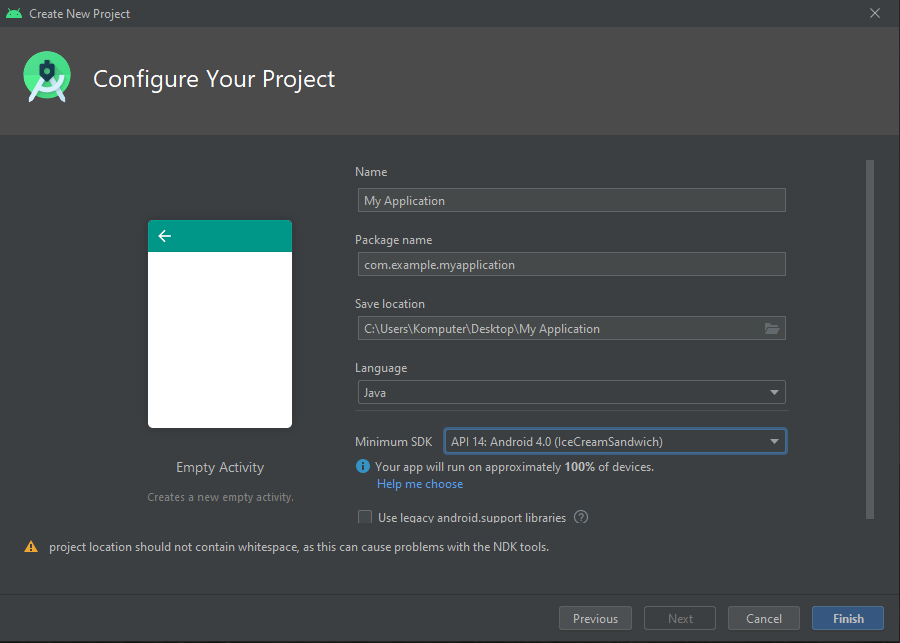 Create New Project
Configure Your Project
Name
My Application
Package name
com.example.myapplication
Save location
C:\Users\Komputer\Desktop\My Application
Language
Java
Minimum SDK API 14: Android 4.0 (IceCreamSandwich)
Your app will run on approximately 100% of devices.
Help me choose
Use legacy android.support libraries ?
Empty Activity
Creates a new empty activity.
project location should not contain whitespace, as this can cause problems with the NDK tools.
Previous Next Cancel Finish